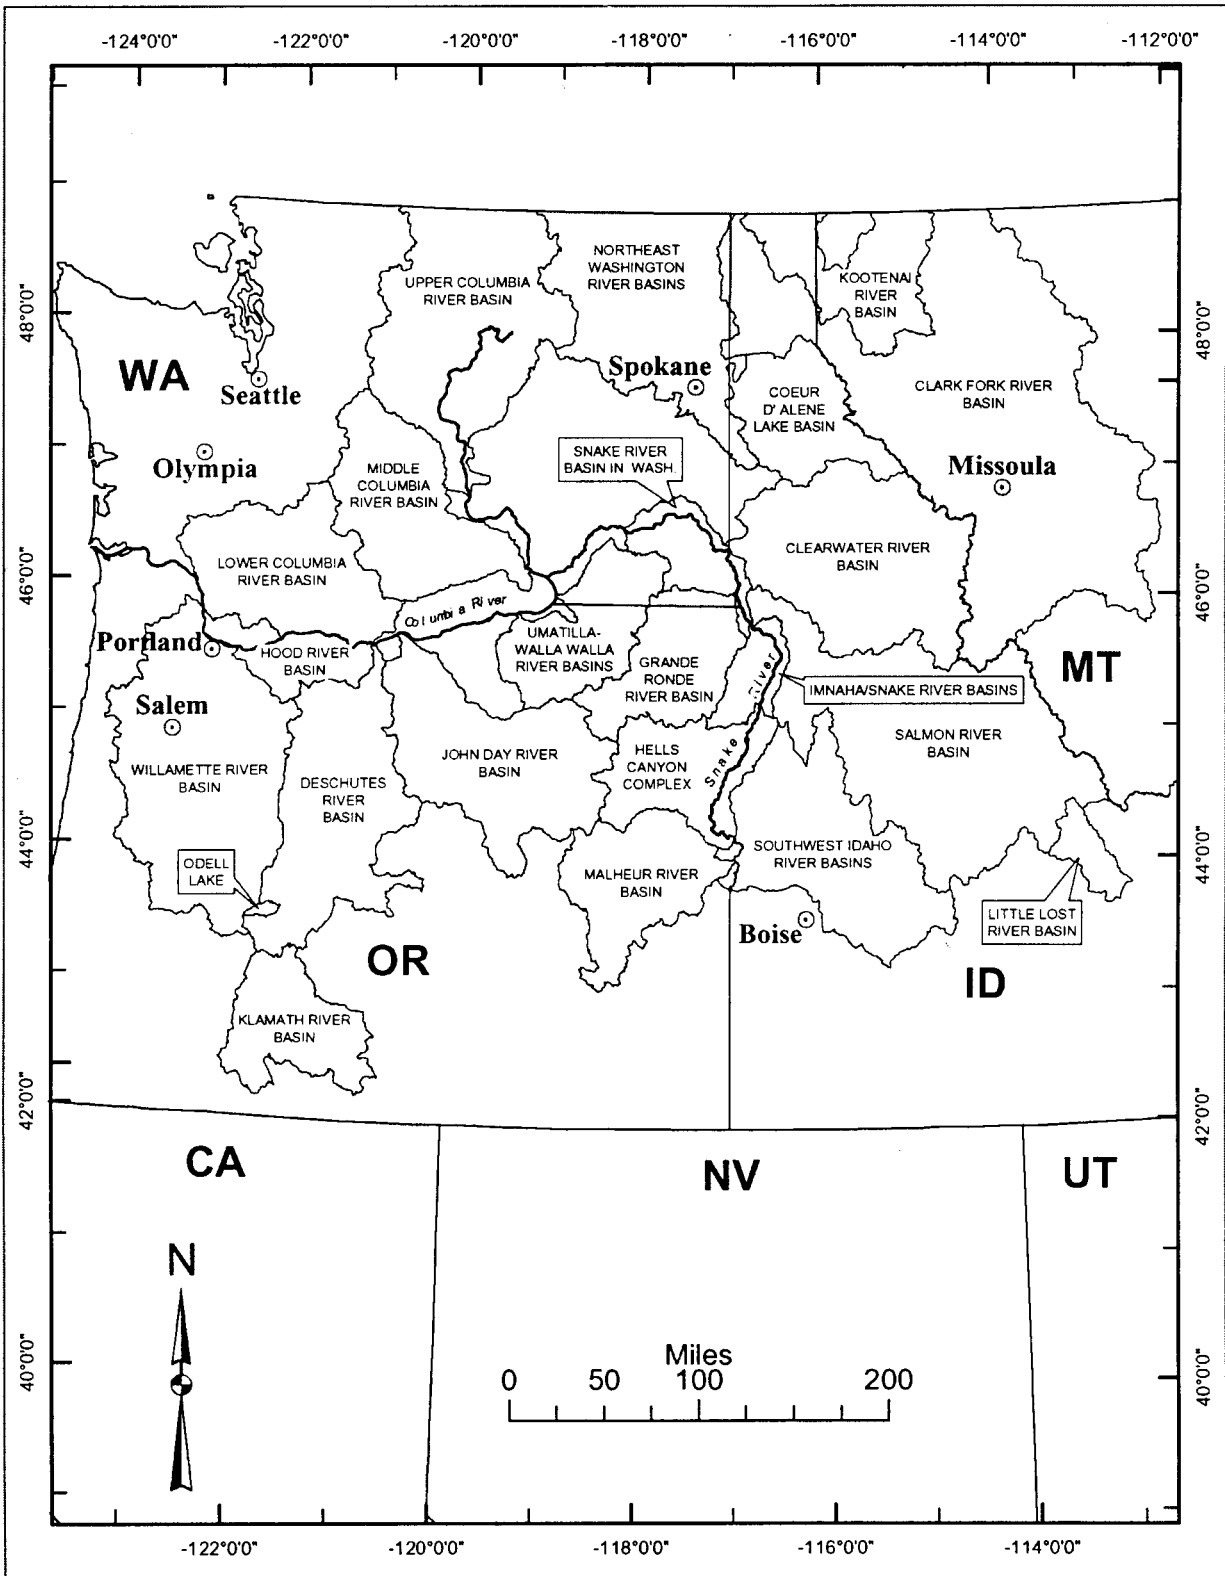 -124°0'0"
-122°0'0"
-120°0'0"
-118°0'0"
-116°0'0"
-114°0'0"
-112°0'0"
48°0'0"
46°0'0"
44°0'0"
42°0'0"
40°0'0"
NORTHEAST
WASHINGTON
RIVER BASINS
KOOTENAI
RIVER
BASIN
UPPER COLUMBIA
RIVER BASIN
WA
Seattle
Spokane
COEUR
D' ALENE
LAKE BASIN
CLARK FORK RIVER
BASIN
Olympia
MIDDLE
COLUMBIA
RIVER BASIN
SNAKE RIVER
BASIN IN WASH.
Missoula
LOWER COLUMBIA
RIVER BASIN
CLEARWATER RIVER
BASIN
Columbia River
Portland
HOOD RIVER
BASIN
UMATILLA-
WALLA WALLA
RIVER BASINS
GRANDE
RONDE
RIVER BASIN
Snake River
IMNAHA/SNAKE RIVER BASINS
MT
Salem
WILLAMETTE RIVER
BASIN
DESCHUTES
RIVER
BASIN
JOHN DAY RIVER
BASIN
HELLS
CANYON
COMPLEX
SALMON RIVER
BASIN
ODELL
LAKE
MALHEUR RIVER
BASIN
SOUTHWEST IDAHO
RIVER BASINS
LITTLE LOST
RIVER BASIN
Boise
OR
ID
KLAMATH RIVER
BASIN
CA
NV
UT
N
Miles
0 50 100 200
48°0'0"
46°0'0"
44°0'0"
42°0'0"
40°0'0"
-122°0'0"
-120°0'0"
-118°0'0"
-116°0'0"
-114°0'0"